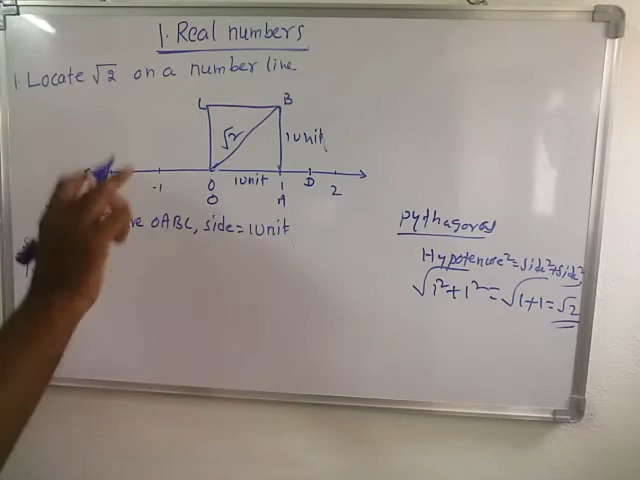 1. Real numbers
1. Locate √2 on a number line
C B
√2 1 Unit
-1 0 1 Unit 1 D 2
O A
OABC, side = 1 Unit
Pythagoras
Hypotenuse² = side² + side²
√1² + 1² = √1 + 1 = √2